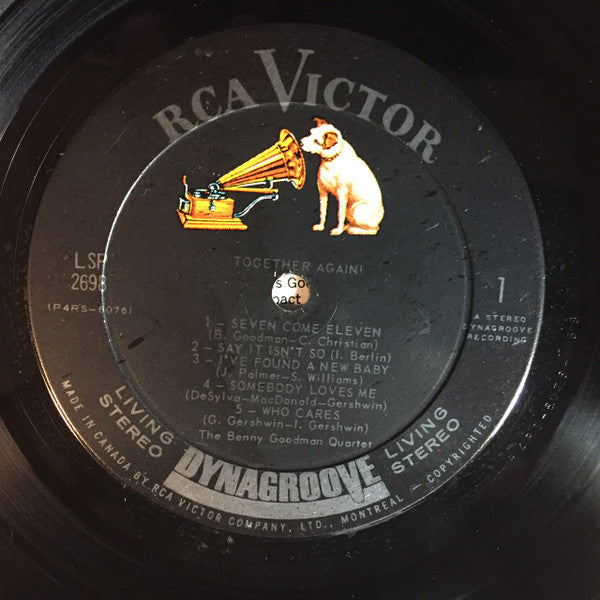 RCA VICTOR
TOGETHER AGAIN!
LSP
2698
(P4RS-6076)
1
A STEREO
DYNAGROOVE
RECORDING
s Go
pact
1 - SEVEN COME ELEVEN
(B. Goodman-C. Christian)
2 - SAY IT ISN'T SO (I. Berlin)
3 - I'VE FOUND A NEW BABY
(J. Palmer-S. Williams)
4 - SOMEBODY LOVES ME
(DeSylva-MacDonald-Gershwin)
5 - WHO CARES
(G. Gershwin-I. Gershwin)
The Benny Goodman Quartet
LIVING
STEREO
DYNAGROOVE
LIVING
STEREO
MADE IN CANADA BY RCA VICTOR COMPANY, LTD., MONTREAL - COPYRIGHTED